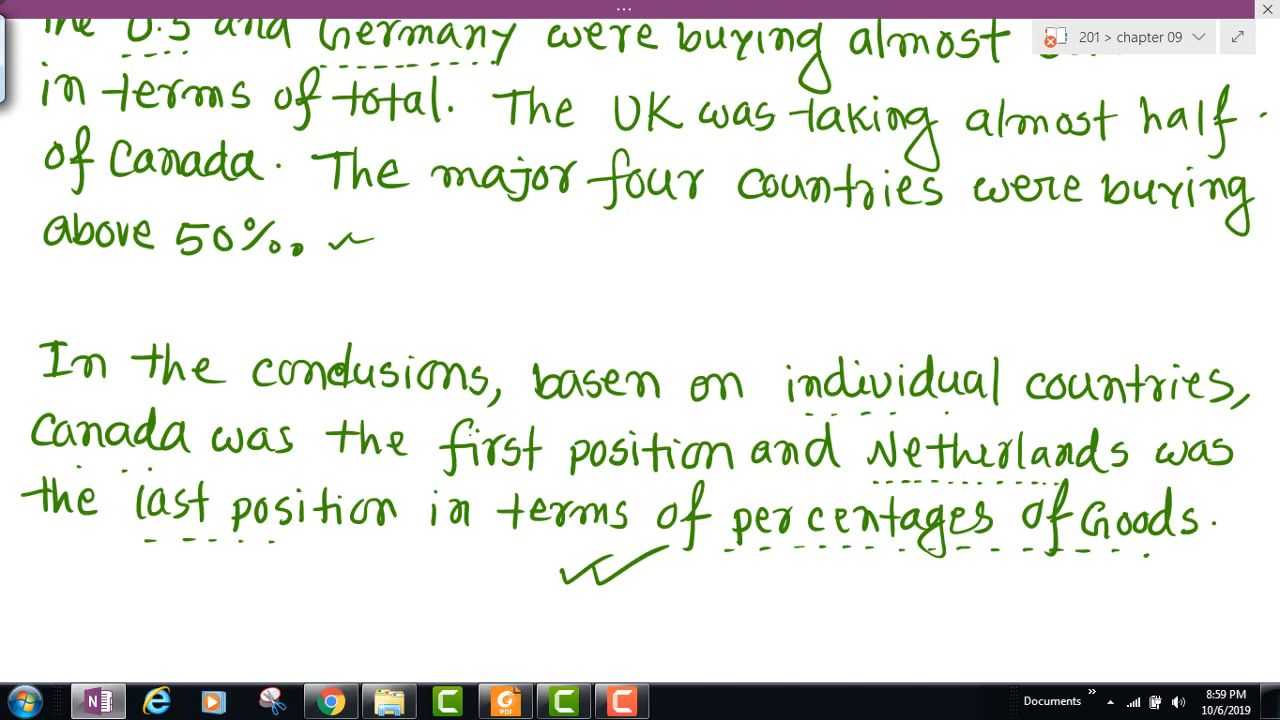 ...
201 > chapter 09
the U.S and Germany were buying almost
in terms of total. The UK was taking almost half
of Canada. The major four countries were buying
above 50%.
In the condusions, basen on individual countries,
Canada was the first position and Netherlands was
the last position in terms of percentages of Goods.
N
PDF
C
C
C
Documents
8:59 PM
10/6/2019